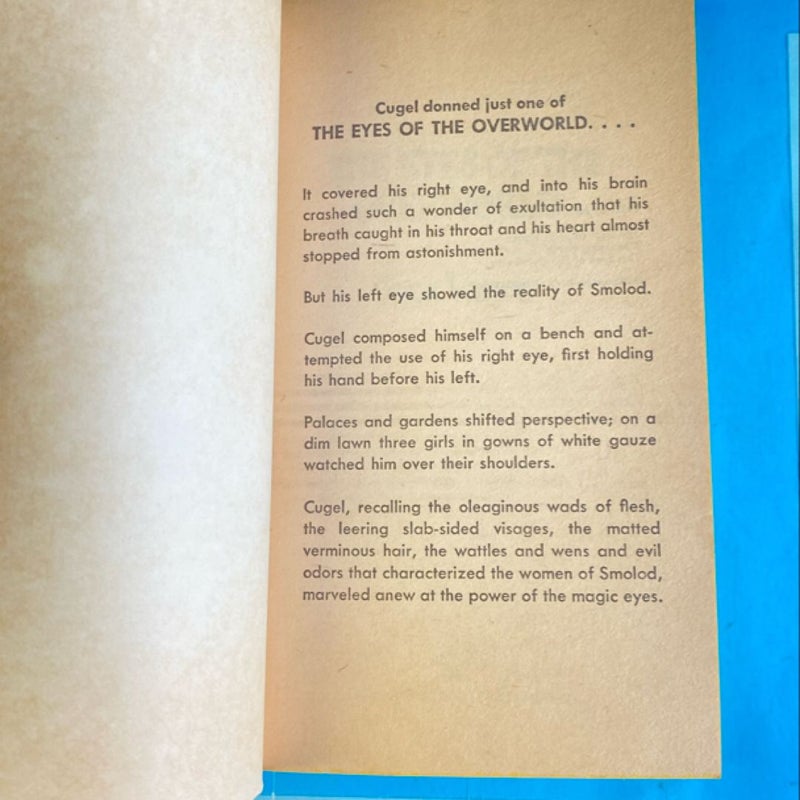 Cugel donned just one of
THE EYES OF THE OVERWORLD. . . .
It covered his right eye, and into his brain
crashed such a wonder of exultation that his
breath caught in his throat and his heart almost
stopped from astonishment.
But his left eye showed the reality of Smolod.
Cugel composed himself on a bench and at-
tempted the use of his right eye, first holding
his hand before his left.
Palaces and gardens shifted perspective; on a
dim lawn three girls in gowns of white gauze
watched him over their shoulders.
Cugel, recalling the oleaginous wads of flesh,
the leering slab-sided visages, the matted
verminous hair, the wattles and wens and evil
odors that characterized the women of Smolod,
marveled anew at the power of the magic eyes.